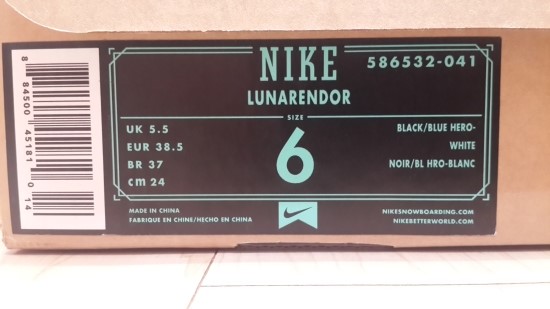 NIKE
586532-041
LUNARENDOR
SIZE
6
UK 5.5
EUR 38.5
BR 37
cm 24
BLACK/BLUE HERO-
WHITE
NOIR/BL HRO-BLANC
MADE IN CHINA
FABRIQUE EN CHINE/HECHO EN CHINA
NIKESNOWBOARDING.COM
NIKEBETTERWORLD.COM
8 84500 45181 0 14